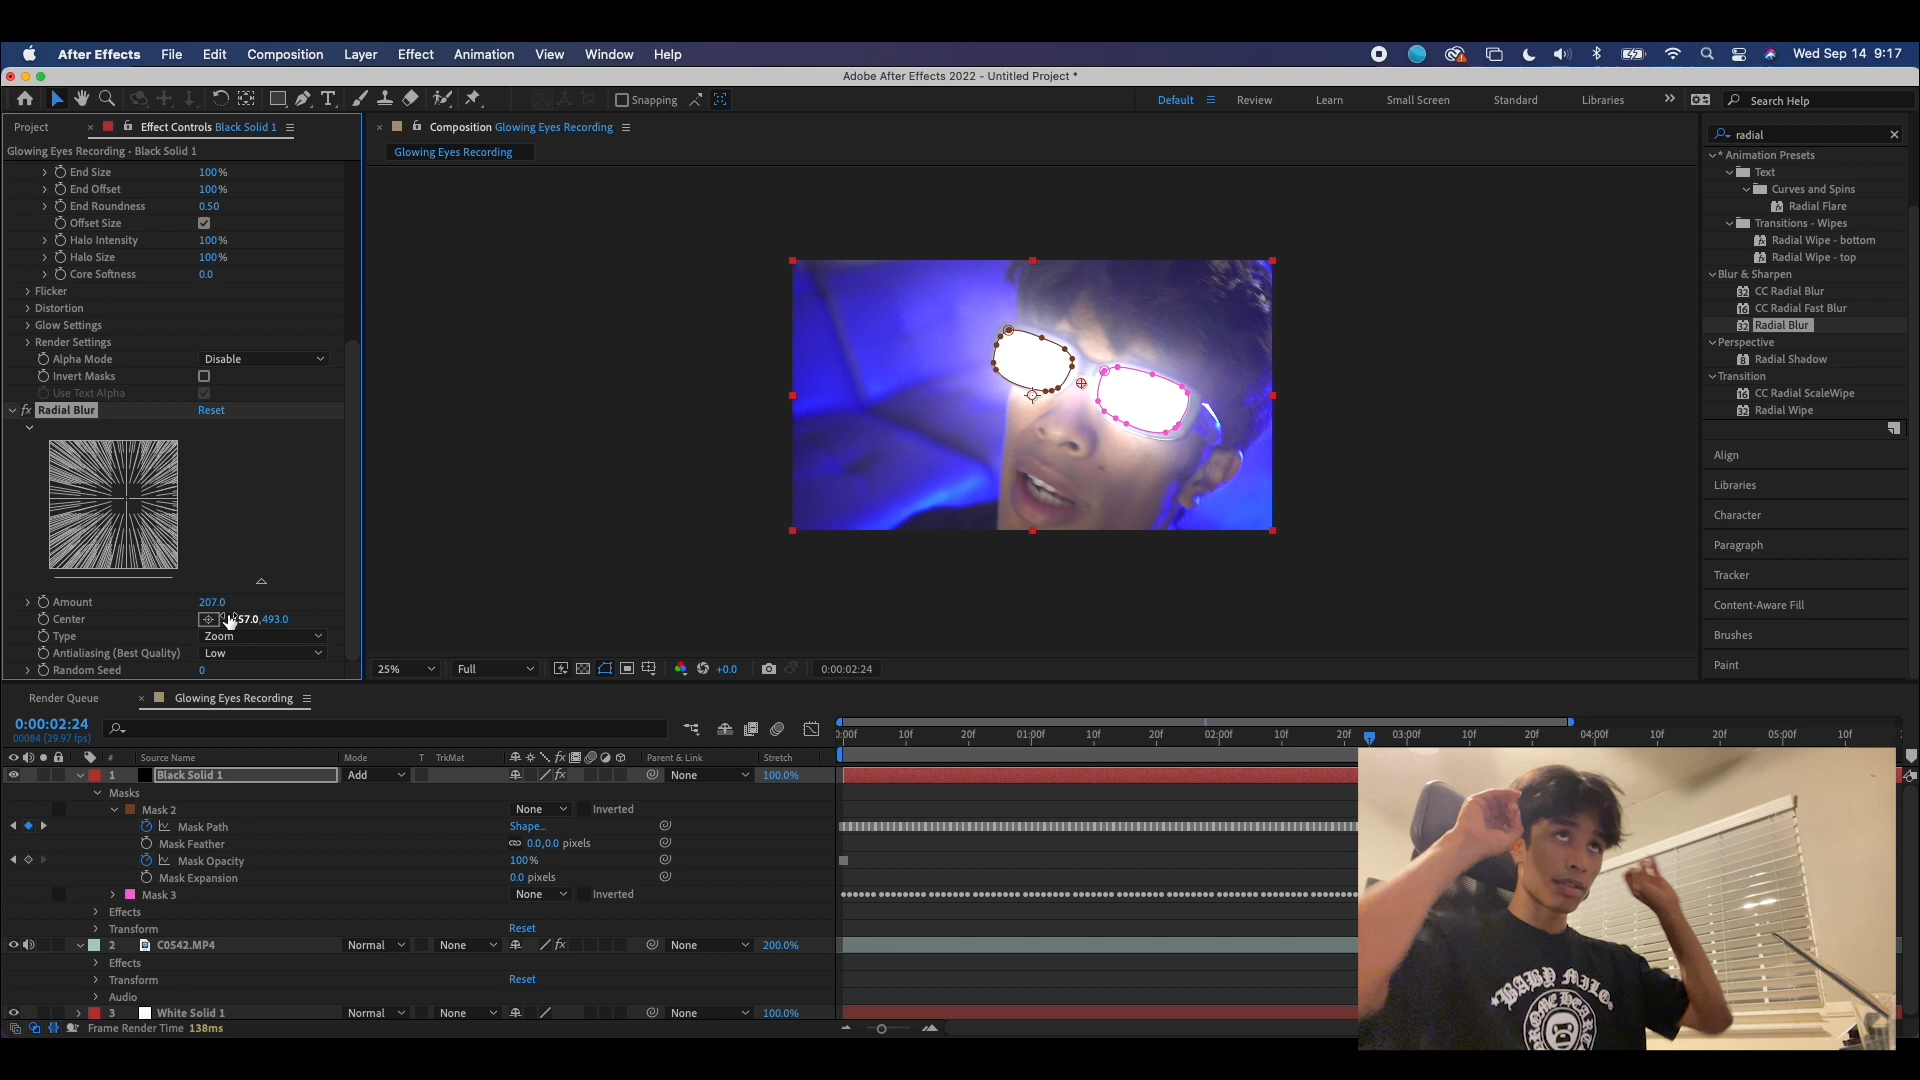 After Effects File Edit Composition Layer Effect Animation View Window Help
Wed Sep 14 9:17
Adobe After Effects 2022 - Untitled Project *
Snapping
Default Review Learn Small Screen Standard Libraries
Search Help
Project Effect Controls Black Solid 1
Glowing Eyes Recording • Black Solid 1
End Size 100%
End Offset 100%
End Roundness 0.50
Offset Size
Halo Intensity 100%
Halo Size 100%
Core Softness 0.0
Flicker
Distortion
Glow Settings
Render Settings
Alpha Mode Disable
Invert Masks
Use Text Alpha
fx Radial Blur Reset
Amount 207.0
Center 57.0,493.0
Type Zoom
Antialiasing (Best Quality) Low
Random Seed 0
Composition Glowing Eyes Recording
Glowing Eyes Recording
25% Full +0.0 0:00:02:24
radial
* Animation Presets
Text
Curves and Spins
Radial Flare
Transitions - Wipes
Radial Wipe - bottom
Radial Wipe - top
Blur & Sharpen
32 CC Radial Blur
16 CC Radial Fast Blur
32 Radial Blur
Perspective
8 Radial Shadow
Transition
16 CC Radial ScaleWipe
32 Radial Wipe
Align
Libraries
Character
Paragraph
Tracker
Content-Aware Fill
Brushes
Paint
Render Queue Glowing Eyes Recording
0:00:02:24
00084 (29.97 fps)
:00f 10f 20f 01:00f 10f 20f 02:00f 10f 20f 03:00f 10f 20f 04:00f 10f 20f 05:00f 10f
# Source Name Mode T TrkMat fx Parent & Link Stretch
1 Black Solid 1 Add fx None 100.0%
Masks
Mask 2 None Inverted
Mask Path Shape...
Mask Feather 0.0,0.0 pixels
Mask Opacity 100%
Mask Expansion 0.0 pixels
Mask 3 None Inverted
Effects
Transform Reset
2 C0542.MP4 Normal None fx None 200.0%
Effects
Transform Reset
Audio
3 White Solid 1 Normal None None 100.0%
Frame Render Time 138ms
BABY MILO